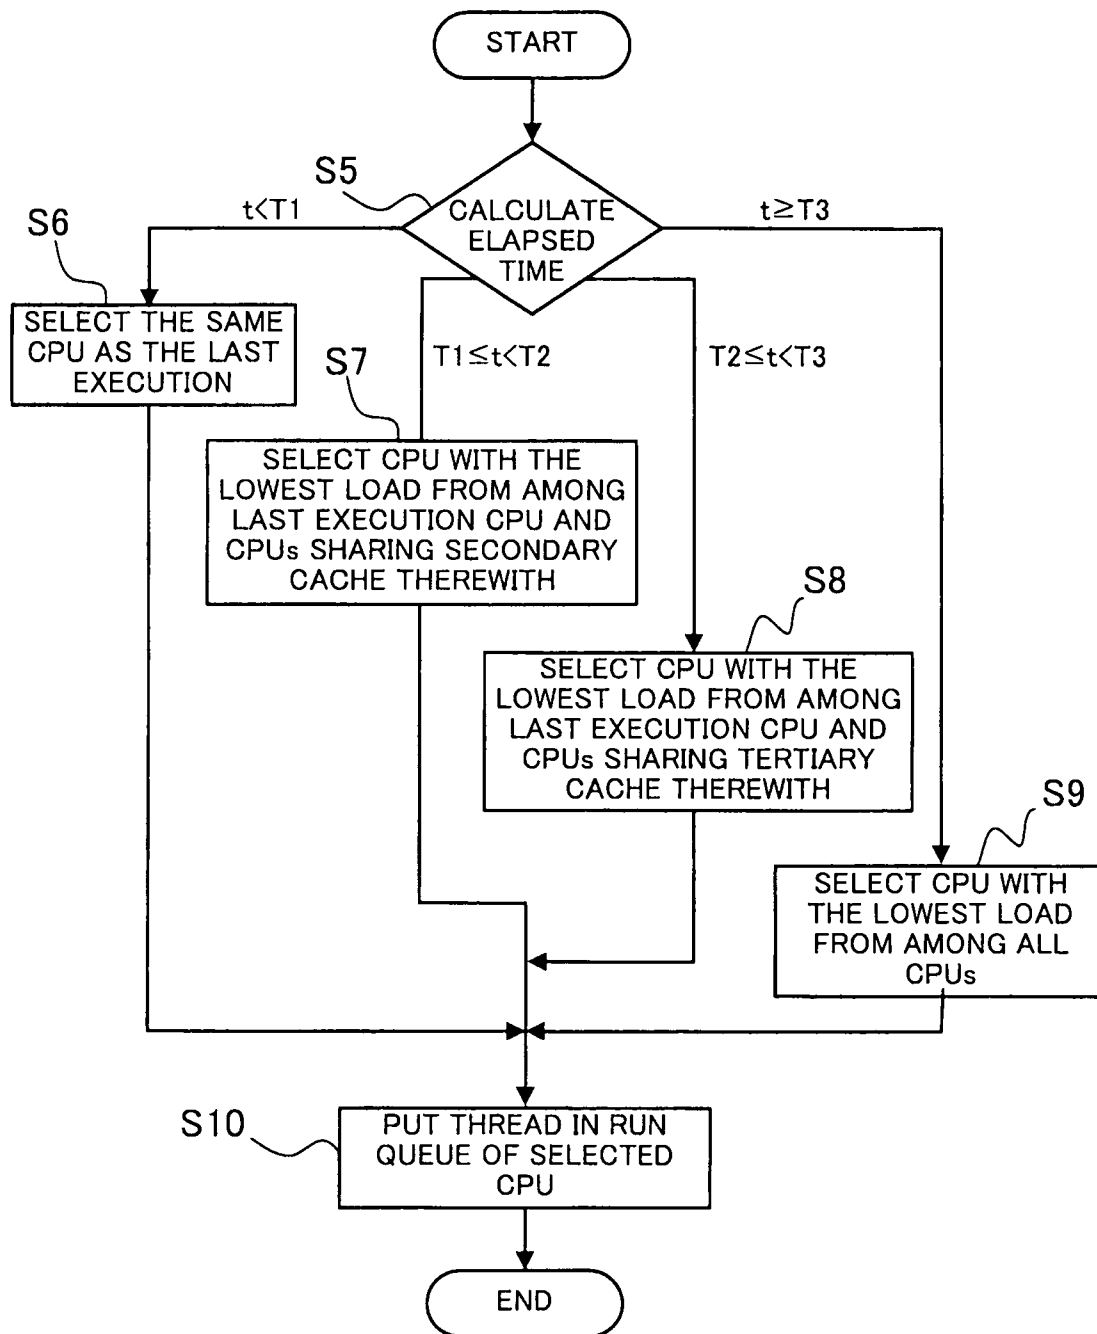 START
S5
CALCULATE
ELAPSED
TIME
t<T1
t≥T3
S6
SELECT THE SAME
CPU AS THE LAST
EXECUTION
T1≦t<T2
T2≦t<T3
S7
SELECT CPU WITH THE
LOWEST LOAD FROM AMONG
LAST EXECUTION CPU AND
CPUs SHARING SECONDARY
CACHE THEREWITH
S8
SELECT CPU WITH THE
LOWEST LOAD FROM AMONG
LAST EXECUTION CPU AND
CPUs SHARING TERTIARY
CACHE THEREWITH
S9
SELECT CPU WITH
THE LOWEST LOAD
FROM AMONG ALL
CPUs
S10
PUT THREAD IN RUN
QUEUE OF SELECTED
CPU
END